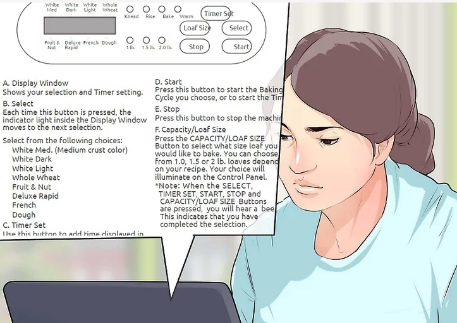 White Med White Dark White Light Whole Wheat
Fruit & Nut Deluxe Rapid French Dough
Knead Rise Bake Warm
1 lb. 1.5 lb. 2.0 lb.
Timer Set
Loaf Size
Select
Stop
Start
A. Display Window
Shows your selection and Timer setting.
B. Select
Each time this button is pressed, the
indicator light inside the Display Window
moves to the next selection.
Select from the following choices:
White Med. (Medium crust color)
White Dark
White Light
Whole Wheat
Fruit & Nut
Deluxe Rapid
French
Dough
C. Timer Set
Use this button to add time displayed in
D. Start
Press this button to start the Baking
Cycle you choose, or to start the Tim
E. Stop
Press this button to stop the machin
F. Capacity/Loaf Size
Press the CAPACITY/LOAF SIZE
Button to select what size loaf you
would like to bake. You can choose
from 1.0, 1.5 or 2 lb. loaves depend
on your recipe. Your choice will
illuminate on the Control Panel.
*Note: When the SELECT,
TIMER SET, START, STOP and
CAPACITY/LOAF SIZE Buttons
are pressed, you will hear a bee
This indicates that you have
completed the selection.